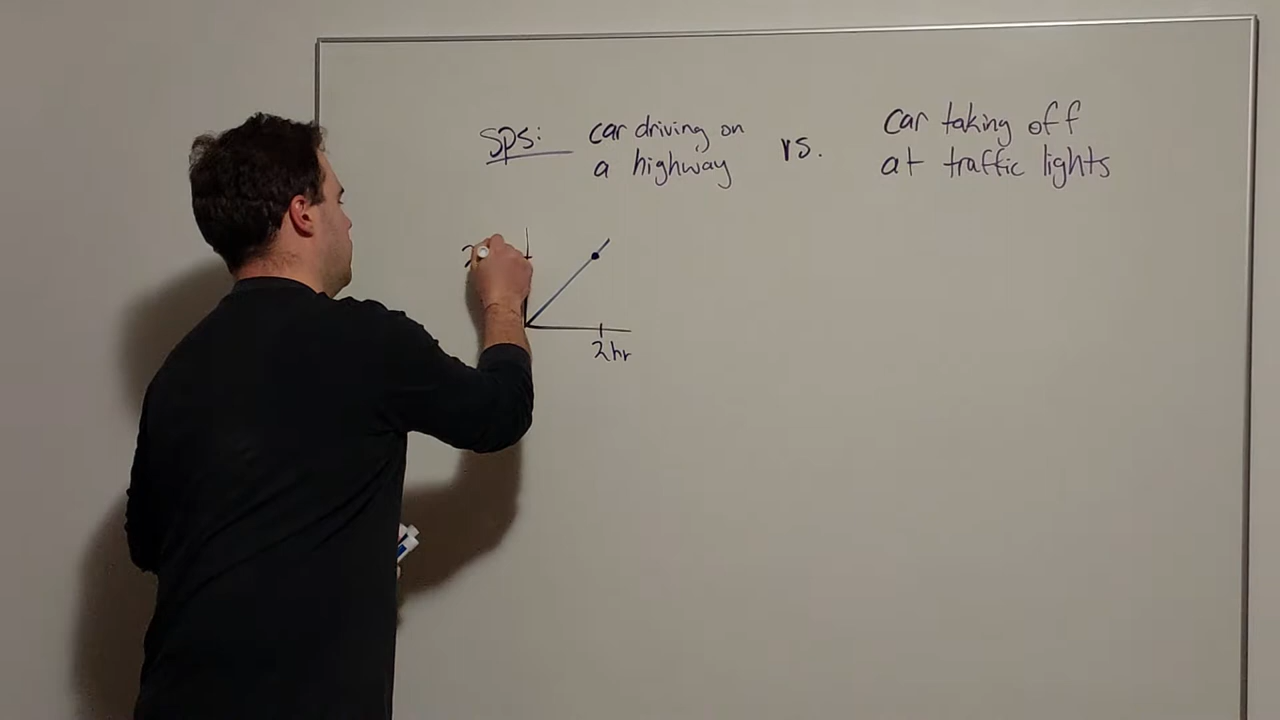 sps: car driving on
a highway
vs.
car taking off
at traffic lights
2hr